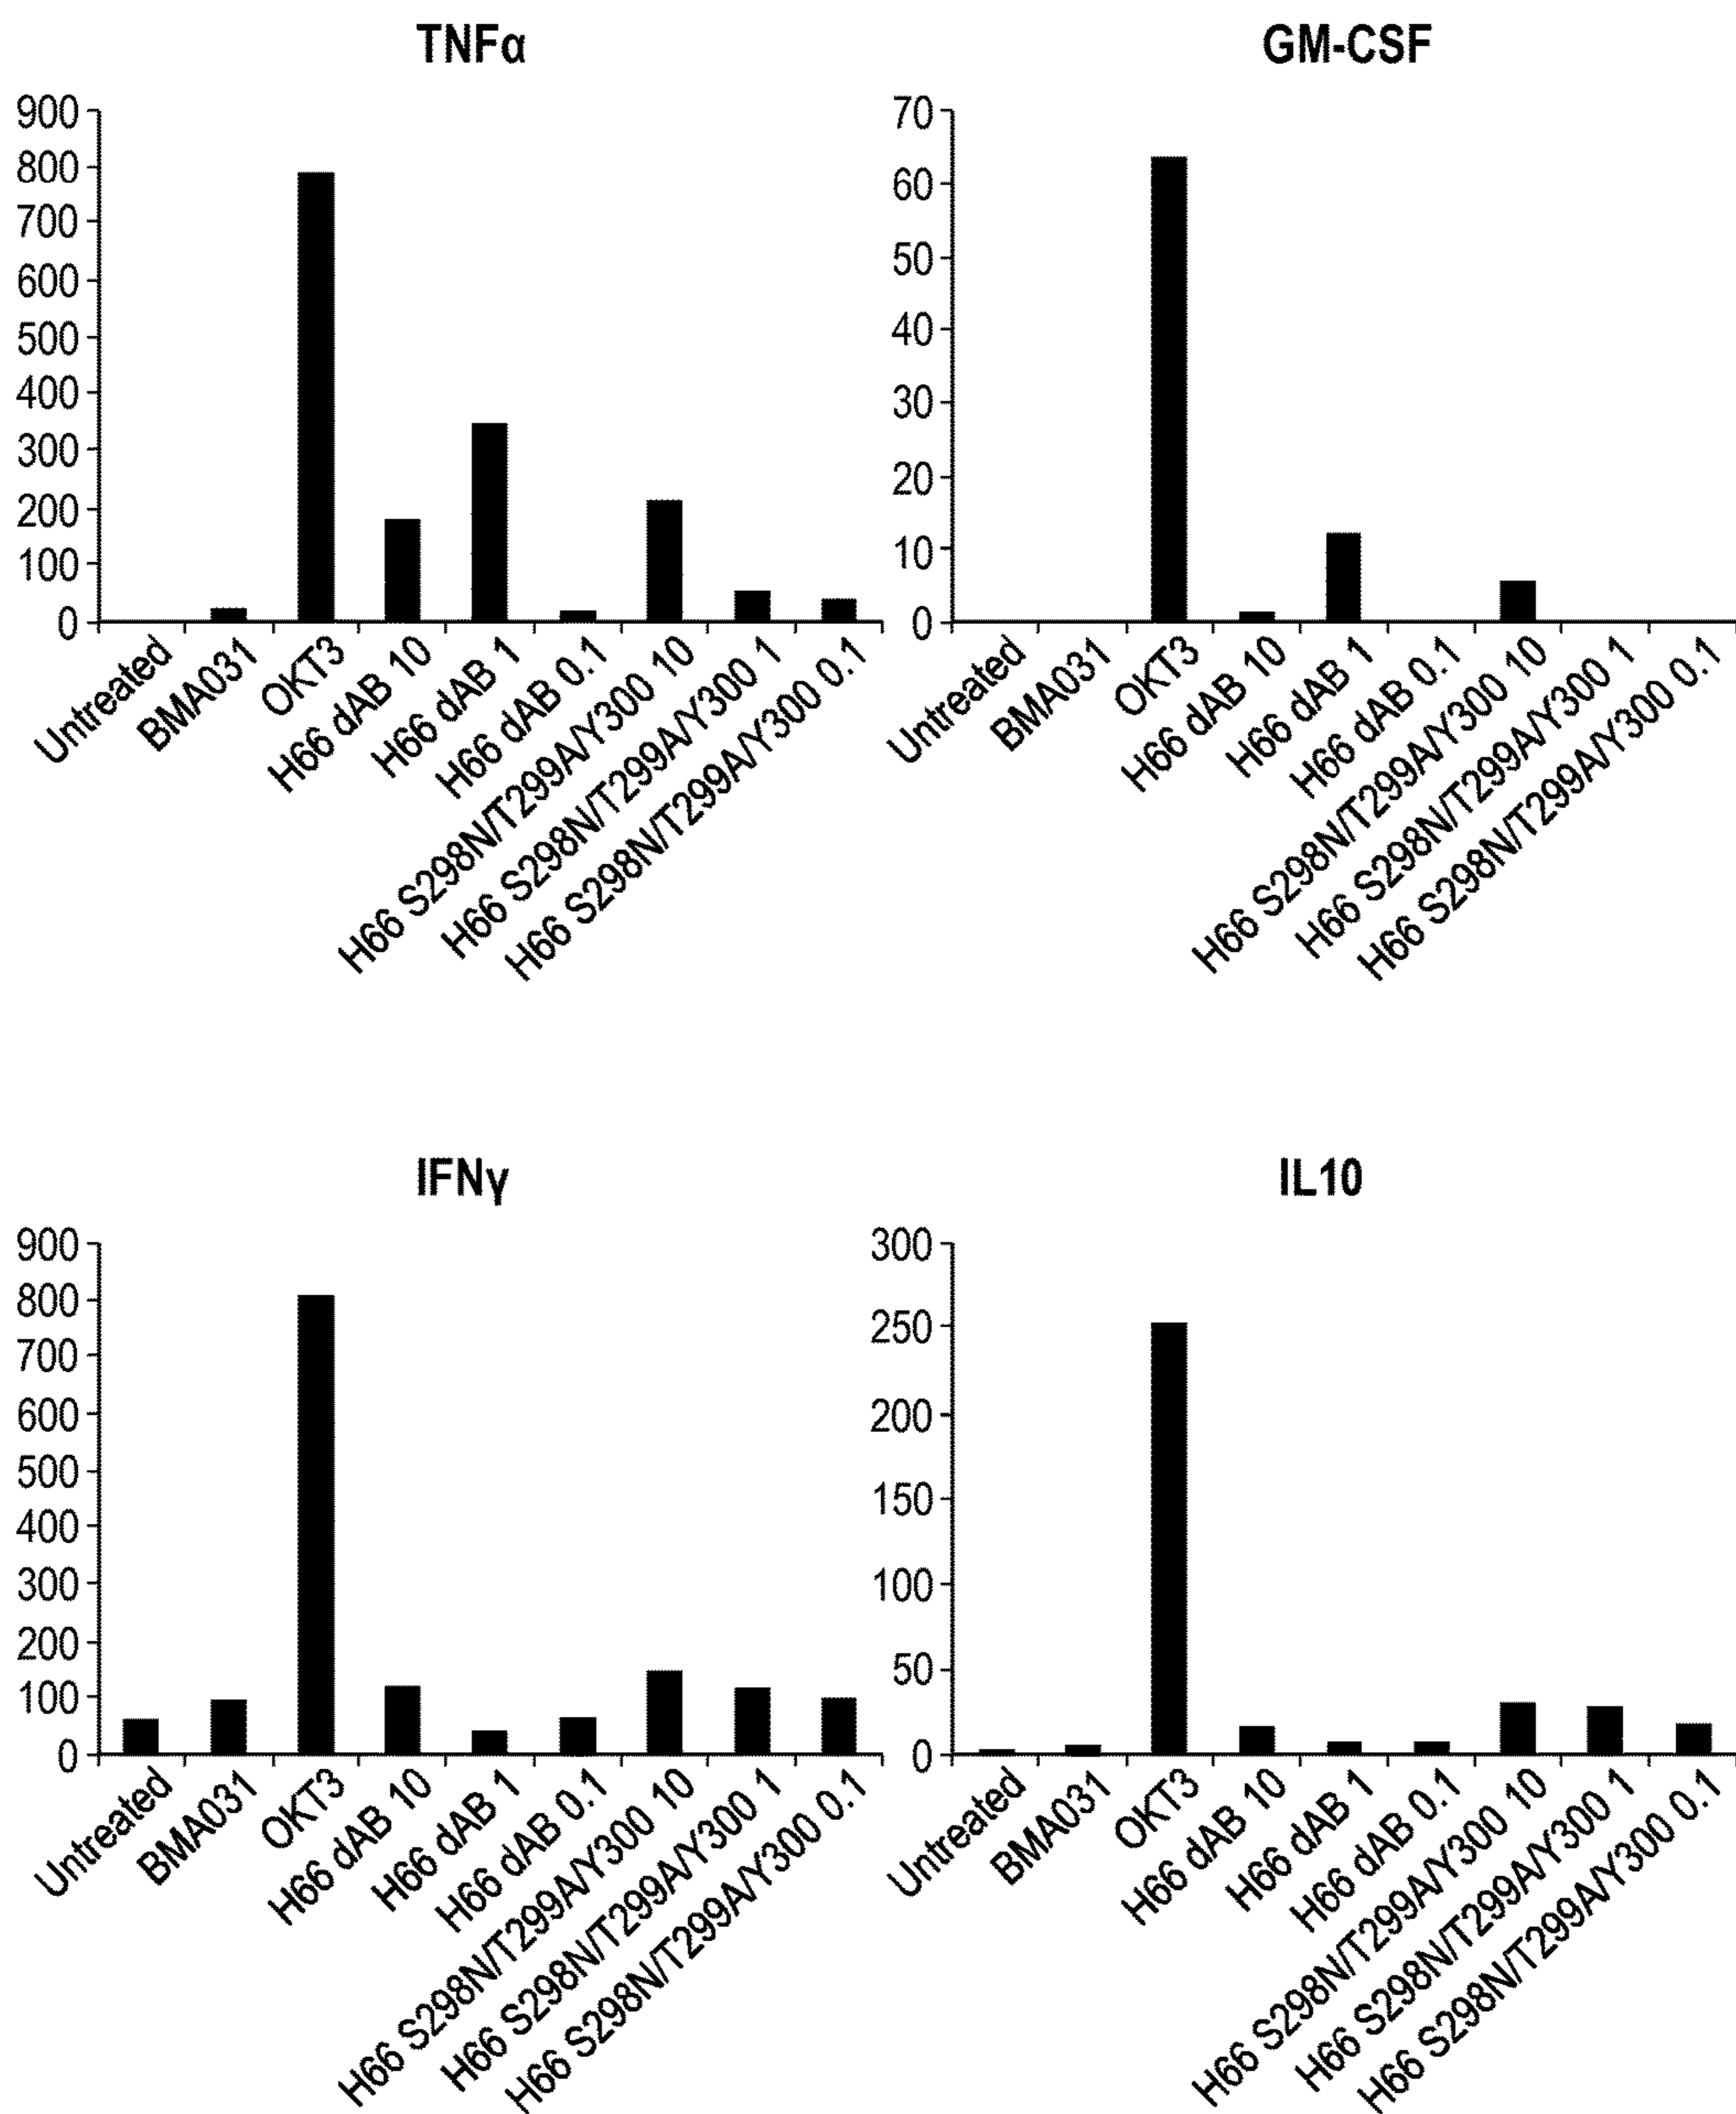 TNFα
900
800
700
600
500
400
300
200
100
0
Untreated
BMA031
OKT3
H66 dAB 10
H66 dAB 1
H66 dAB 0.1
H66 S298N/T299A/Y300 10
H66 S298N/T299A/Y300 1
H66 S298N/T299A/Y300 0.1
GM-CSF
70
60
50
40
30
20
10
0
Untreated
BMA031
OKT3
H66 dAB 10
H66 dAB 1
H66 dAB 0.1
H66 S298N/T299A/Y300 10
H66 S298N/T299A/Y300 1
H66 S298N/T299A/Y300 0.1
IFNγ
900
800
700
600
500
400
300
200
100
0
Untreated
BMA031
OKT3
H66 dAB 10
H66 dAB 1
H66 dAB 0.1
H66 S298N/T299A/Y300 10
H66 S298N/T299A/Y300 1
H66 S298N/T299A/Y300 0.1
IL10
300
250
200
150
100
50
0
Untreated
BMA031
OKT3
H66 dAB 10
H66 dAB 1
H66 dAB 0.1
H66 S298N/T299A/Y300 10
H66 S298N/T299A/Y300 1
H66 S298N/T299A/Y300 0.1